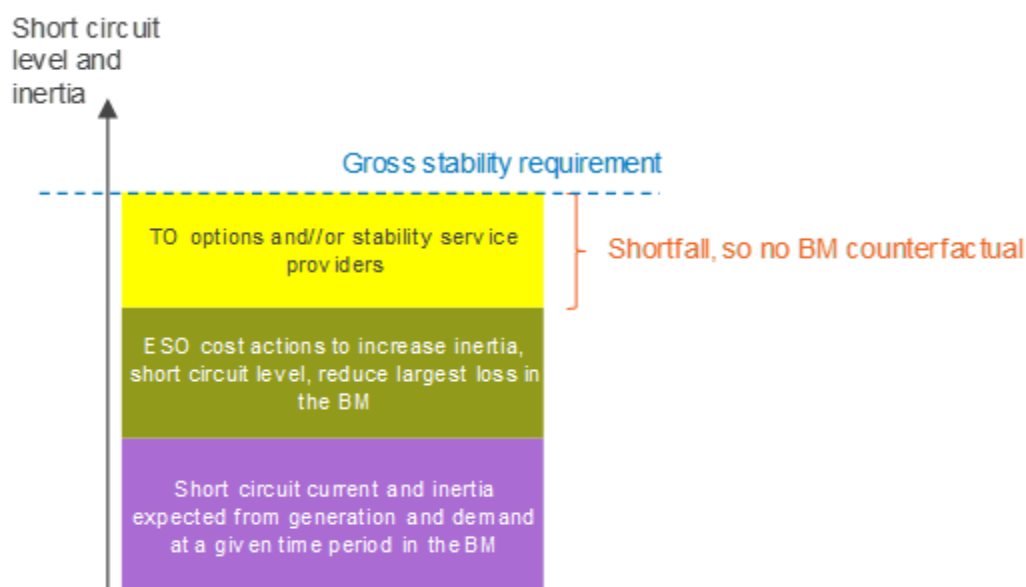 Short circuit
level and
inertia
Gross stability requirement
TO options and//or stability service
providers
Shortfall, so no BM counterfactual
ESO cost actions to increase inertia,
short circuit level, reduce largest loss in
the BM
Short circuit current and inertia
expected from generation and demand
at a given time period in the BM